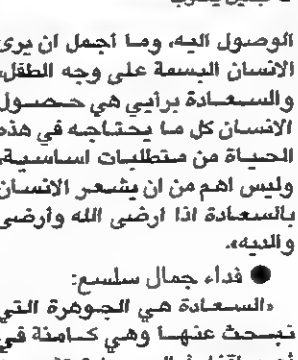 الوصول اليه، وما اجمل ان يرى
الانسان البسمة على وجه الطفل،
والسعادة برأيي هي حصول
الانسان كل ما يحتاجه في هذه
الحياة من متطلبات اساسية،
وليس اهم من ان يشعر الانسان
بالسعادة اذا ارضى الله وأرضى
والديه».
● فداء جمال سلسع:
«السعادة هي الجوهرة التي
نبحث عنها وهي كامنة في